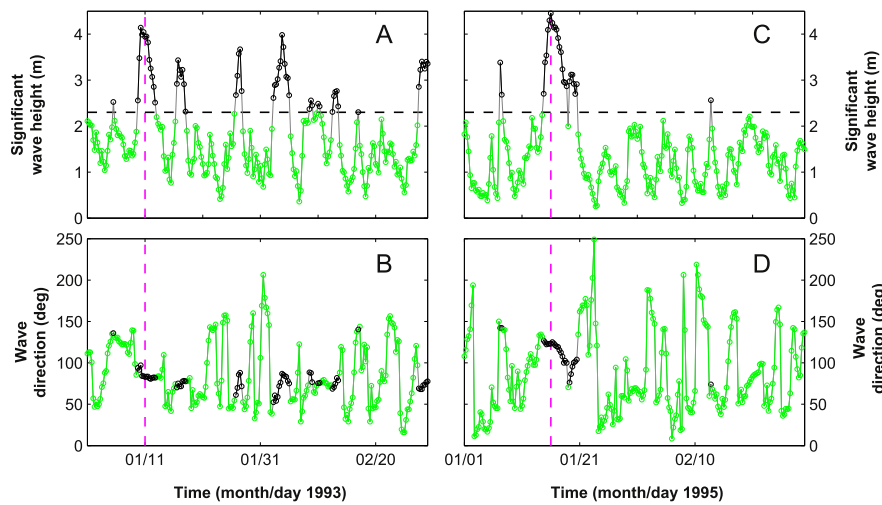 A
C
4
3
2
1
0
Significant
wave height (m)
4
3
2
1
0
Significant
wave height (m)
B
D
250
200
150
100
50
0
Wave
direction (deg)
250
200
150
100
50
0
Wave
direction (deg)
01/11 01/31 02/20
01/01 01/21 02/10
Time (month/day 1993)
Time (month/day 1995)